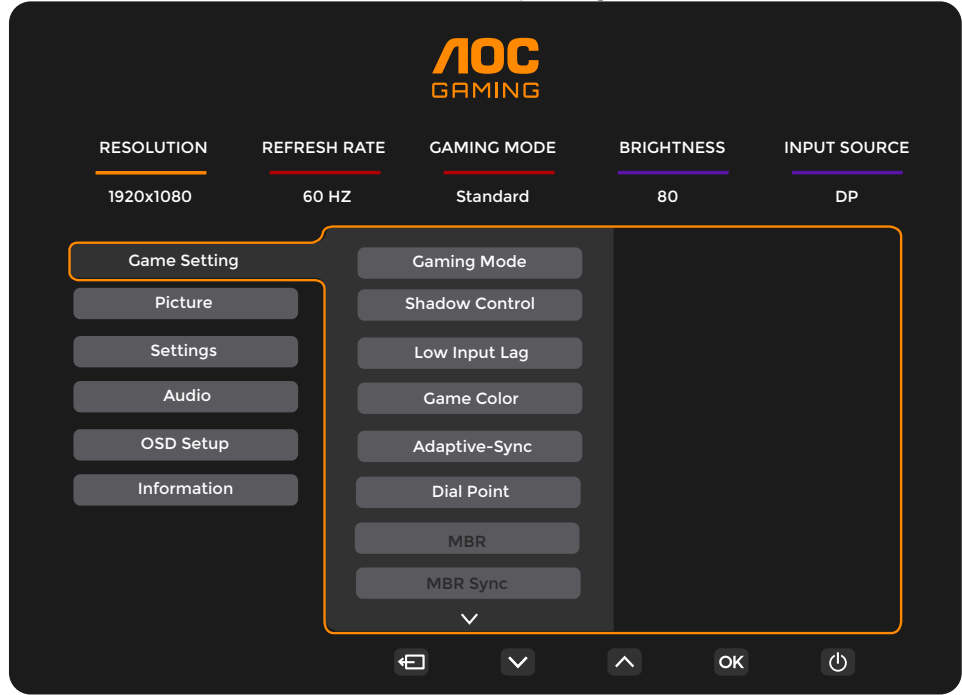 AOC
GAMING
RESOLUTION REFRESH RATE GAMING MODE BRIGHTNESS INPUT SOURCE
1920x1080 60 HZ Standard 80 DP
Game Setting
Picture
Settings
Audio
OSD Setup
Information
Gaming Mode
Shadow Control
Low Input Lag
Game Color
Adaptive-Sync
Dial Point
MBR
MBR Sync
OK